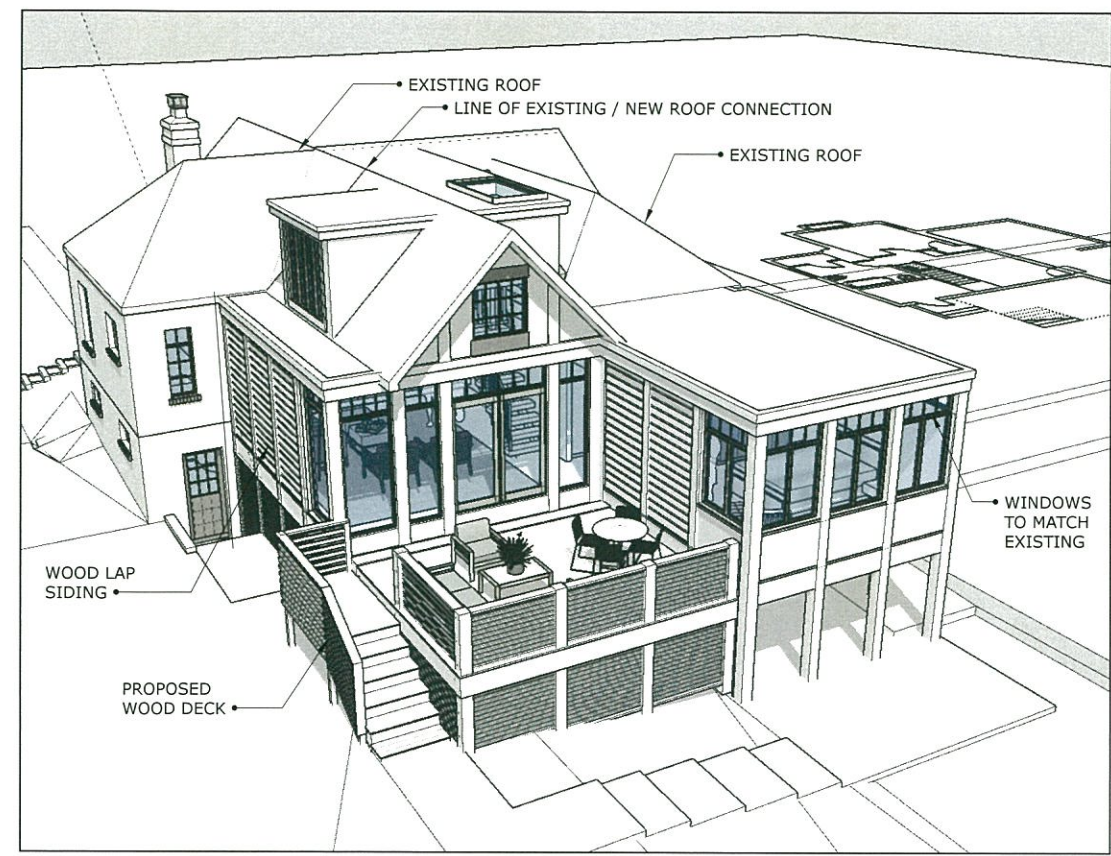 EXISTING ROOF
LINE OF EXISTING / NEW ROOF CONNECTION
EXISTING ROOF
WINDOWS
TO MATCH
EXISTING
WOOD LAP
SIDING
PROPOSED
WOOD DECK